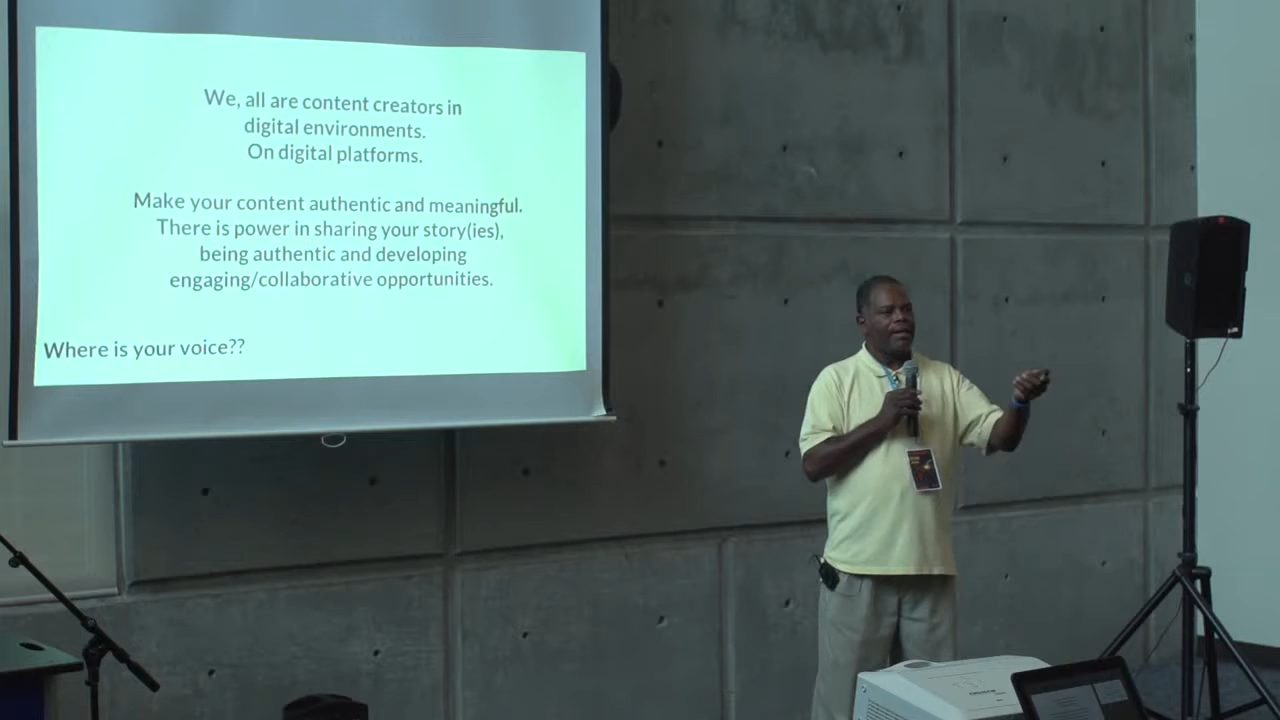 We, all are content creators in
digital environments.
On digital platforms.
Make your content authentic and meaningful.
There is power in sharing your story(ies),
being authentic and developing
engaging/collaborative opportunities.
Where is your voice??